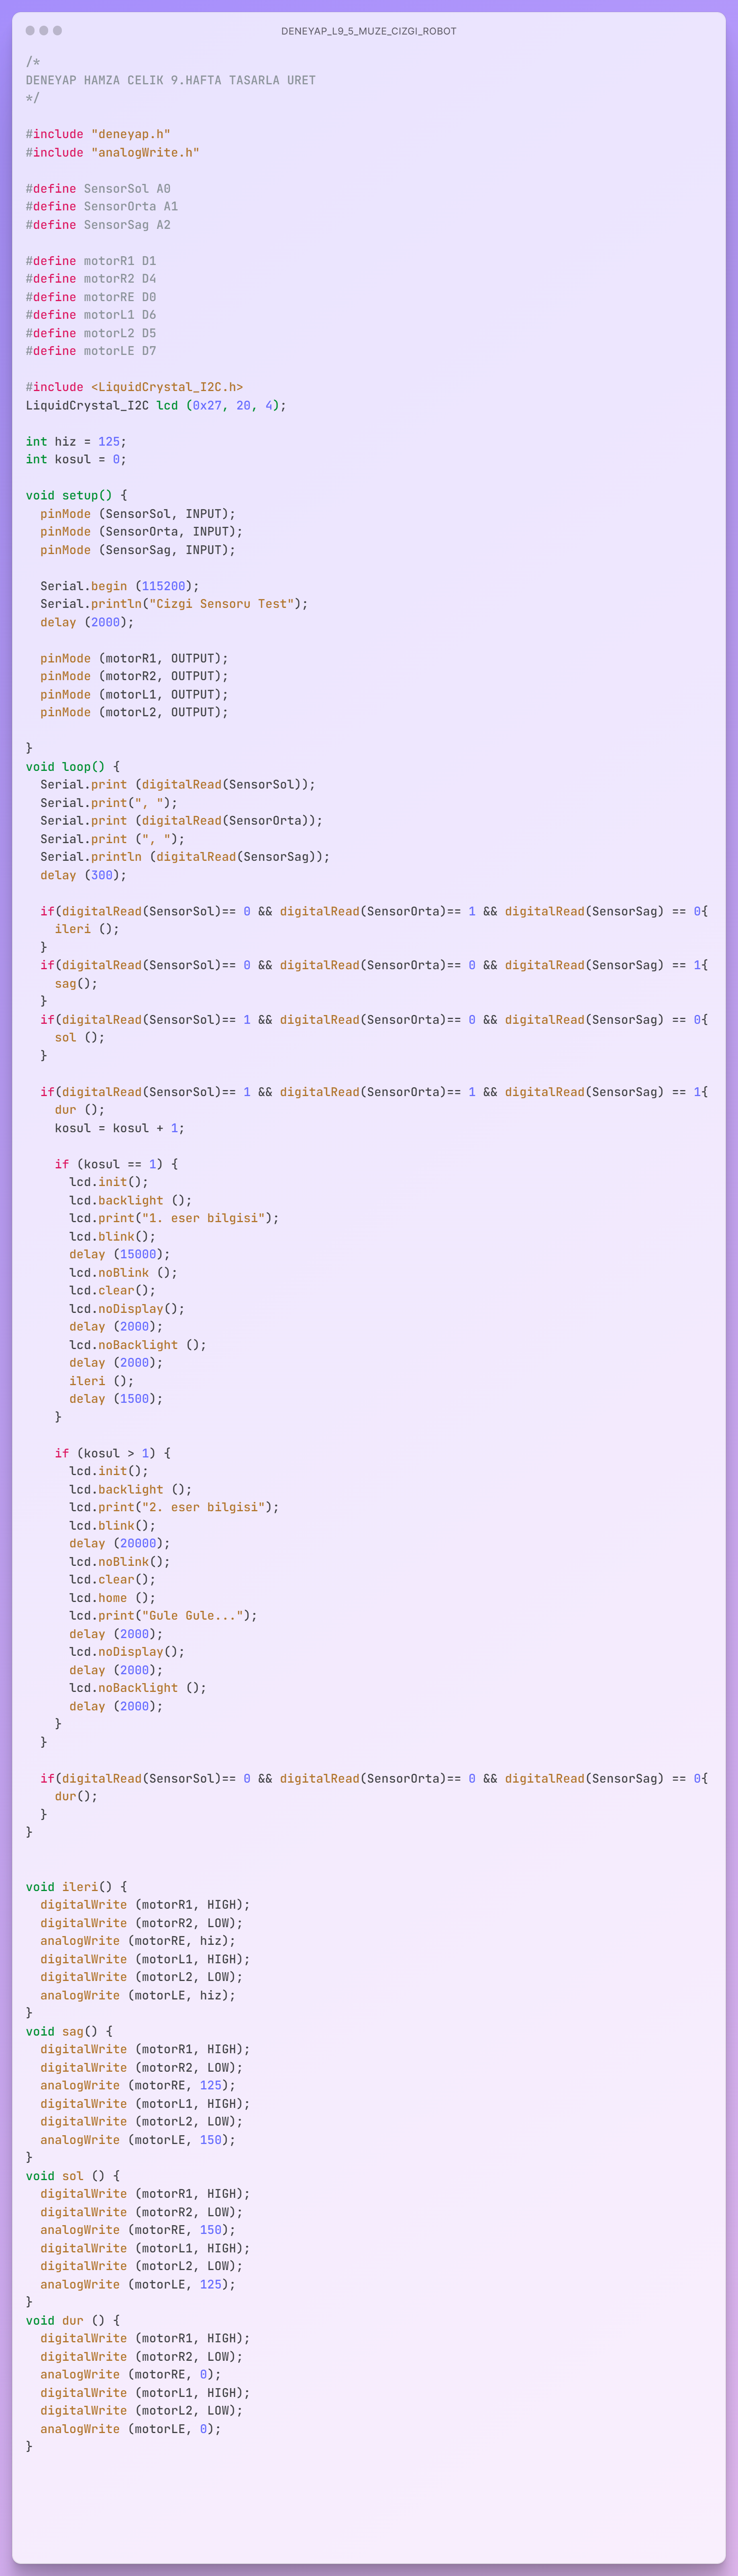 DENEYAP_L9_5_MUZE_CIZGI_ROBOT
/*
DENEYAP HAMZA CELIK 9.HAFTA TASARLA URET
*/

#include "deneyap.h"
#include "analogWrite.h"

#define SensorSol A0
#define SensorOrta A1
#define SensorSag A2

#define motorR1 D1
#define motorR2 D4
#define motorRE D0
#define motorL1 D6
#define motorL2 D5
#define motorLE D7

#include <LiquidCrystal_I2C.h>
LiquidCrystal_I2C lcd (0x27, 20, 4);

int hiz = 125;
int kosul = 0;

void setup() {
  pinMode (SensorSol, INPUT);
  pinMode (SensorOrta, INPUT);
  pinMode (SensorSag, INPUT);

  Serial.begin (115200);
  Serial.println("Cizgi Sensoru Test");
  delay (2000);

  pinMode (motorR1, OUTPUT);
  pinMode (motorR2, OUTPUT);
  pinMode (motorL1, OUTPUT);
  pinMode (motorL2, OUTPUT);

}
void loop() {
  Serial.print (digitalRead(SensorSol));
  Serial.print(", ");
  Serial.print (digitalRead(SensorOrta));
  Serial.print (", ");
  Serial.println (digitalRead(SensorSag));
  delay (300);

  if(digitalRead(SensorSol)== 0 && digitalRead(SensorOrta)== 1 && digitalRead(SensorSag) == 0{
    ileri ();
  }
  if(digitalRead(SensorSol)== 0 && digitalRead(SensorOrta)== 0 && digitalRead(SensorSag) == 1{
    sag();
  }
  if(digitalRead(SensorSol)== 1 && digitalRead(SensorOrta)== 0 && digitalRead(SensorSag) == 0{
    sol ();
  }

  if(digitalRead(SensorSol)== 1 && digitalRead(SensorOrta)== 1 && digitalRead(SensorSag) == 1{
    dur ();
    kosul = kosul + 1;

    if (kosul == 1) {
      lcd.init();
      lcd.backlight ();
      lcd.print("1. eser bilgisi");
      lcd.blink();
      delay (15000);
      lcd.noBlink ();
      lcd.clear();
      lcd.noDisplay();
      delay (2000);
      lcd.noBacklight ();
      delay (2000);
      ileri ();
      delay (1500);
    }

    if (kosul > 1) {
      lcd.init();
      lcd.backlight ();
      lcd.print("2. eser bilgisi");
      lcd.blink();
      delay (20000);
      lcd.noBlink();
      lcd.clear();
      lcd.home ();
      lcd.print("Gule Gule...");
      delay (2000);
      lcd.noDisplay();
      delay (2000);
      lcd.noBacklight ();
      delay (2000);
    }
  }

  if(digitalRead(SensorSol)== 0 && digitalRead(SensorOrta)== 0 && digitalRead(SensorSag) == 0{
    dur();
  }
}


void ileri() {
  digitalWrite (motorR1, HIGH);
  digitalWrite (motorR2, LOW);
  analogWrite (motorRE, hiz);
  digitalWrite (motorL1, HIGH);
  digitalWrite (motorL2, LOW);
  analogWrite (motorLE, hiz);
}
void sag() {
  digitalWrite (motorR1, HIGH);
  digitalWrite (motorR2, LOW);
  analogWrite (motorRE, 125);
  digitalWrite (motorL1, HIGH);
  digitalWrite (motorL2, LOW);
  analogWrite (motorLE, 150);
}
void sol () {
  digitalWrite (motorR1, HIGH);
  digitalWrite (motorR2, LOW);
  analogWrite (motorRE, 150);
  digitalWrite (motorL1, HIGH);
  digitalWrite (motorL2, LOW);
  analogWrite (motorLE, 125);
}
void dur () {
  digitalWrite (motorR1, HIGH);
  digitalWrite (motorR2, LOW);
  analogWrite (motorRE, 0);
  digitalWrite (motorL1, HIGH);
  digitalWrite (motorL2, LOW);
  analogWrite (motorLE, 0);
}